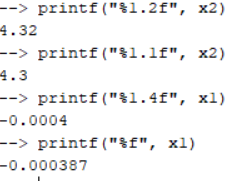 --> printf("%1.2f", x2)
4.32
--> printf("%1.1f", x2)
4.3
--> printf("%1.4f", x1)
-0.0004
--> printf("%f", x1)
-0.000387